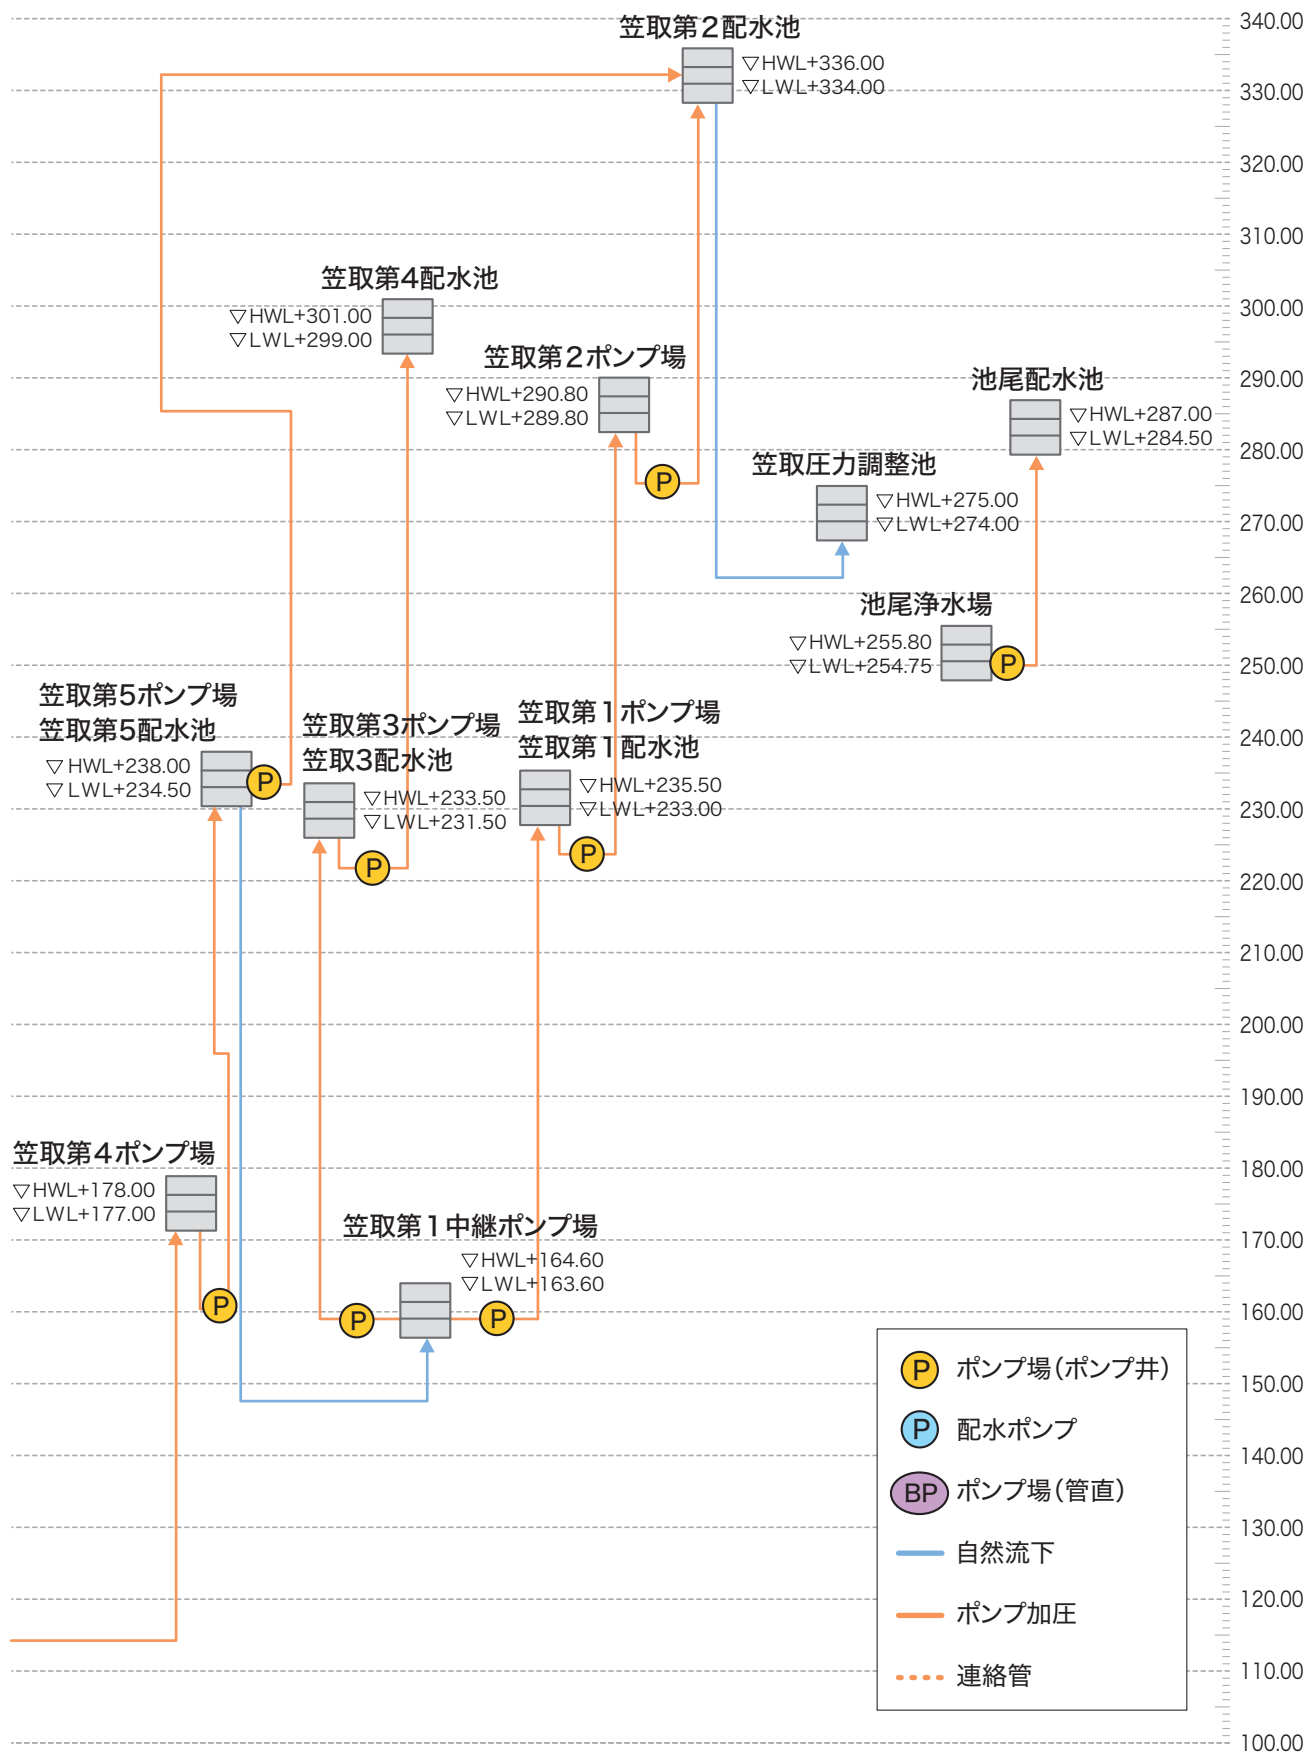 笠取第2配水池
▽HWL+336.00
▽LWL+334.00
笠取第4配水池
▽HWL+301.00
▽LWL+299.00
笠取第2ポンプ場
▽HWL+290.80
▽LWL+289.80
P
池尾配水池
▽HWL+287.00
▽LWL+284.50
笠取圧力調整池
▽HWL+275.00
▽LWL+274.00
池尾浄水場
▽HWL+255.80
▽LWL+254.75
P
笠取第5ポンプ場
笠取第5配水池
▽HWL+238.00
▽LWL+234.50
P
笠取第3ポンプ場
笠取3配水池
▽HWL+233.50
▽LWL+231.50
P
笠取第1ポンプ場
笠取第1配水池
▽HWL+235.50
▽LWL+233.00
P
笠取第4ポンプ場
▽HWL+178.00
▽LWL+177.00
P
笠取第1中継ポンプ場
▽HWL+164.60
▽LWL+163.60
P
P
P ポンプ場(ポンプ井)
P 配水ポンプ
BP ポンプ場(管直)
自然流下
ポンプ加圧
連絡管
340.00
330.00
320.00
310.00
300.00
290.00
280.00
270.00
260.00
250.00
240.00
230.00
220.00
210.00
200.00
190.00
180.00
170.00
160.00
150.00
140.00
130.00
120.00
110.00
100.00